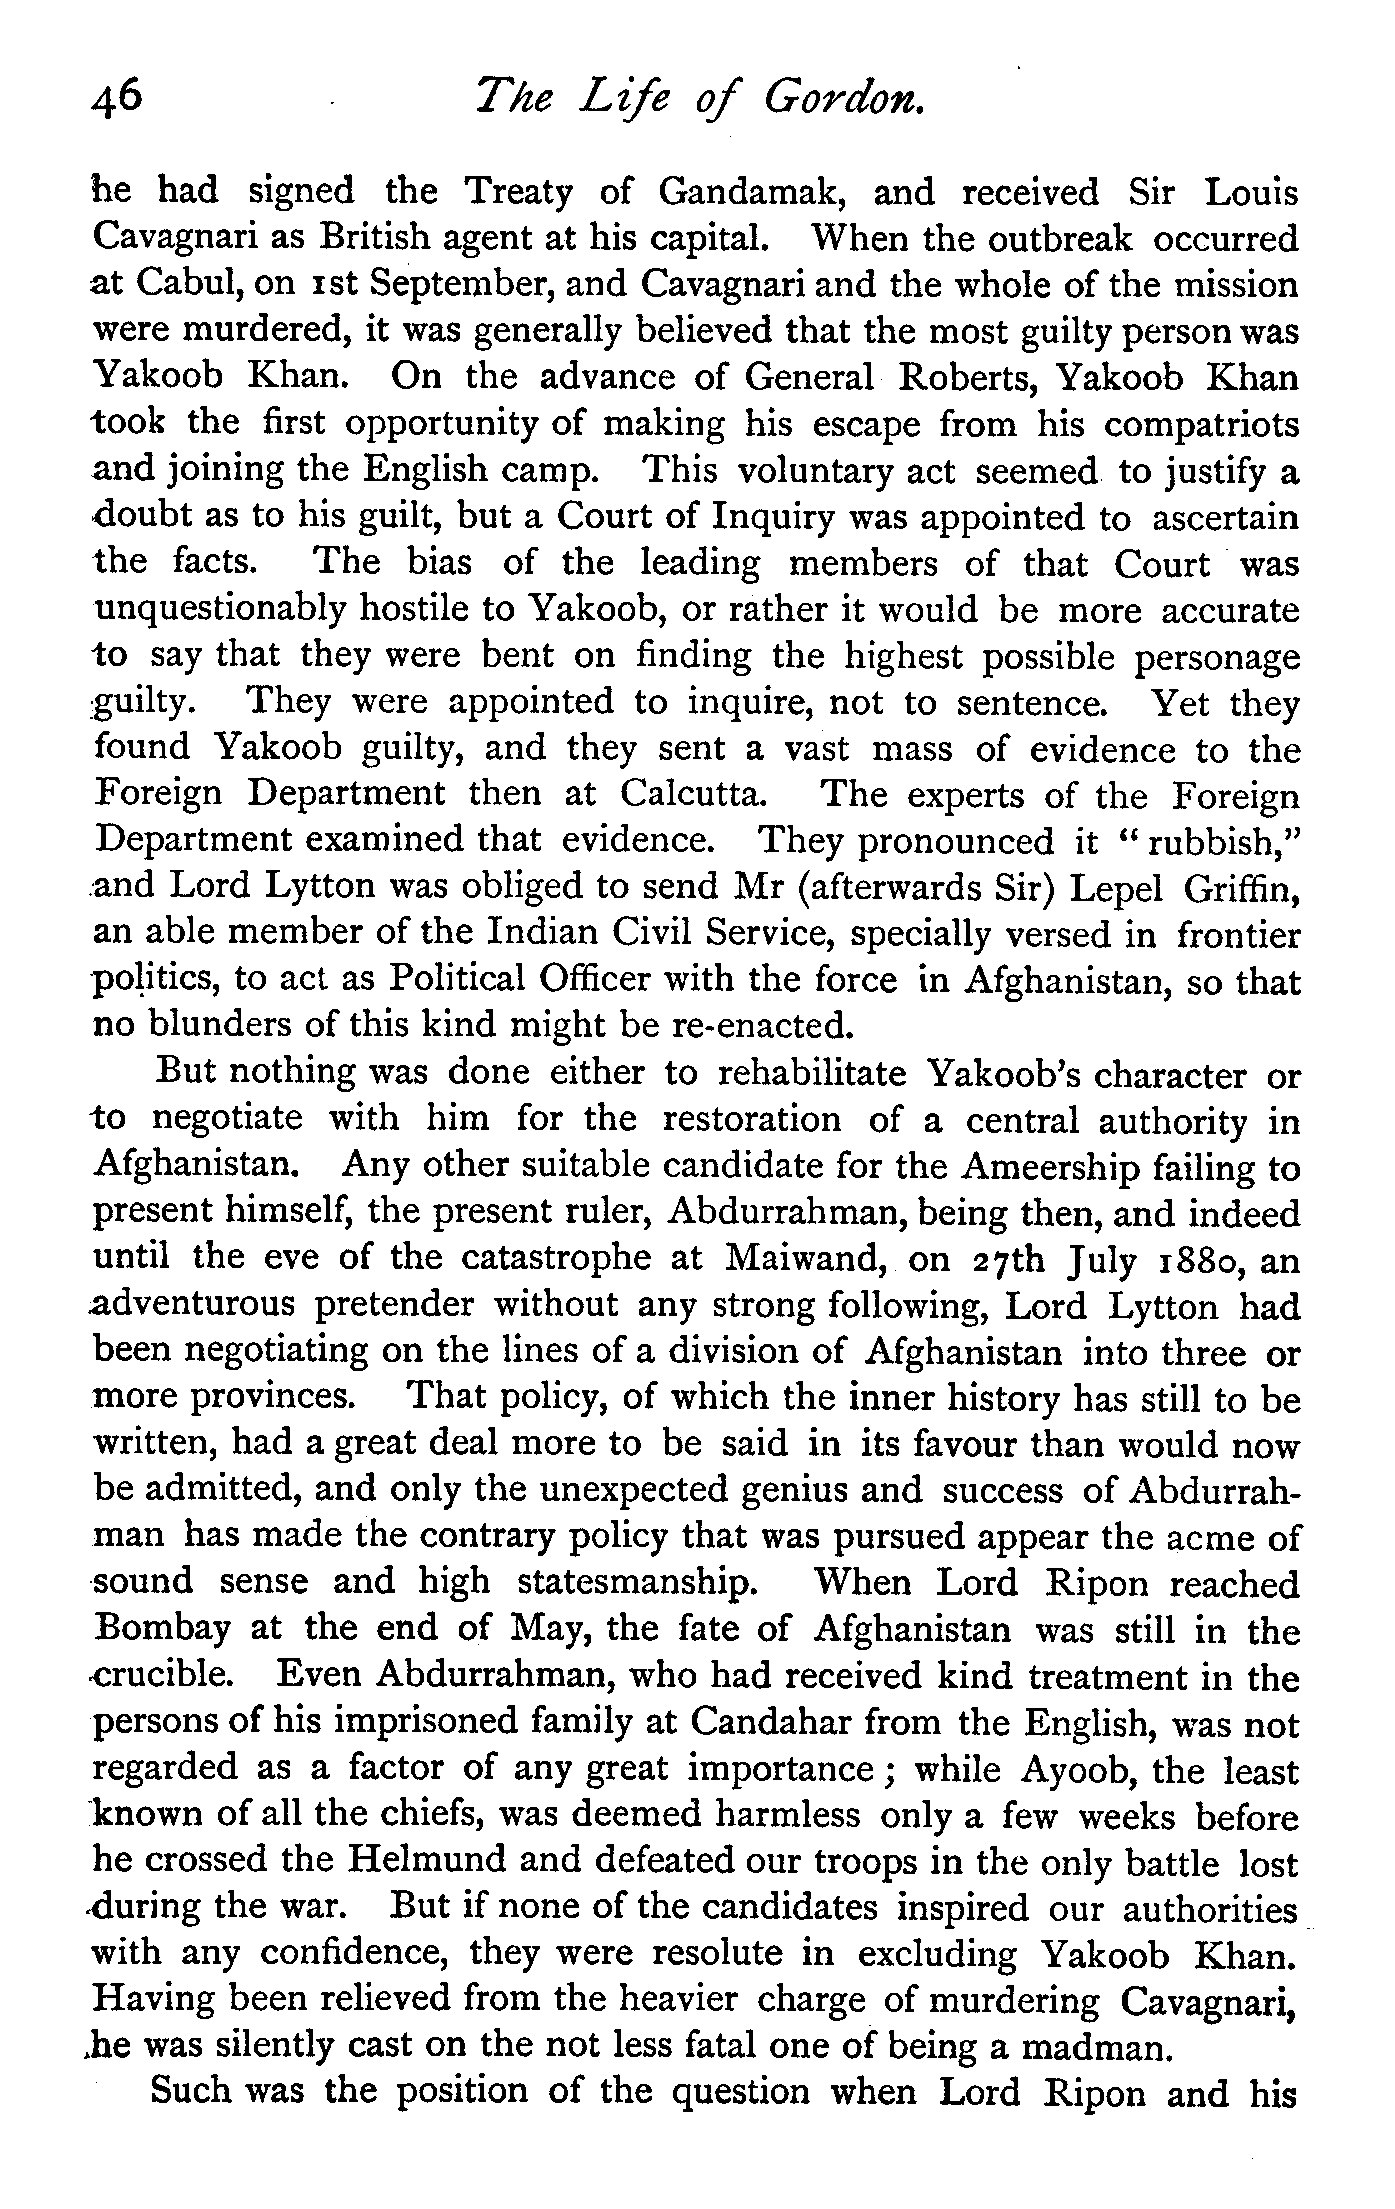 46 The Life of Gordon.
he had signed the Treaty of Gandamak, and received Sir Louis
Cavagnari as British agent at his capital. When the outbreak occurred
at Cabul, on 1st September, and Cavagnari and the whole of the mission
were murdered, it was generally believed that the most guilty person was
Yakoob Khan. On the advance of General Roberts, Yakoob Khan
took the first opportunity of making his escape from his compatriots
and joining the English camp. This voluntary act seemed to justify a
doubt as to his guilt, but a Court of Inquiry was appointed to ascertain
the facts. The bias of the leading members of that Court was
unquestionably hostile to Yakoob, or rather it would be more accurate
to say that they were bent on finding the highest possible personage
guilty. They were appointed to inquire, not to sentence. Yet they
found Yakoob guilty, and they sent a vast mass of evidence to the
Foreign Department then at Calcutta. The experts of the Foreign
Department examined that evidence. They pronounced it “ rubbish,”
and Lord Lytton was obliged to send Mr (afterwards Sir) Lepel Griffin,
an able member of the Indian Civil Service, specially versed in frontier
politics, to act as Political Officer with the force in Afghanistan, so that
no blunders of this kind might be re-enacted.
But nothing was done either to rehabilitate Yakoob’s character or
to negotiate with him for the restoration of a central authority in
Afghanistan. Any other suitable candidate for the Ameership failing to
present himself, the present ruler, Abdurrahman, being then, and indeed
until the eve of the catastrophe at Maiwand, on 27th July 1880, an
adventurous pretender without any strong following, Lord Lytton had
been negotiating on the lines of a division of Afghanistan into three or
more provinces. That policy, of which the inner history has still to be
written, had a great deal more to be said in its favour than would now
be admitted, and only the unexpected genius and success of Abdurrah-
man has made the contrary policy that was pursued appear the acme of
sound sense and high statesmanship. When Lord Ripon reached
Bombay at the end of May, the fate of Afghanistan was still in the
crucible. Even Abdurrahman, who had received kind treatment in the
persons of his imprisoned family at Candahar from the English, was not
regarded as a factor of any great importance ; while Ayoob, the least
known of all the chiefs, was deemed harmless only a few weeks before
he crossed the Helmund and defeated our troops in the only battle lost
during the war. But if none of the candidates inspired our authorities
with any confidence, they were resolute in excluding Yakoob Khan.
Having been relieved from the heavier charge of murdering Cavagnari,
he was silently cast on the not less fatal one of being a madman.
Such was the position of the question when Lord Ripon and his